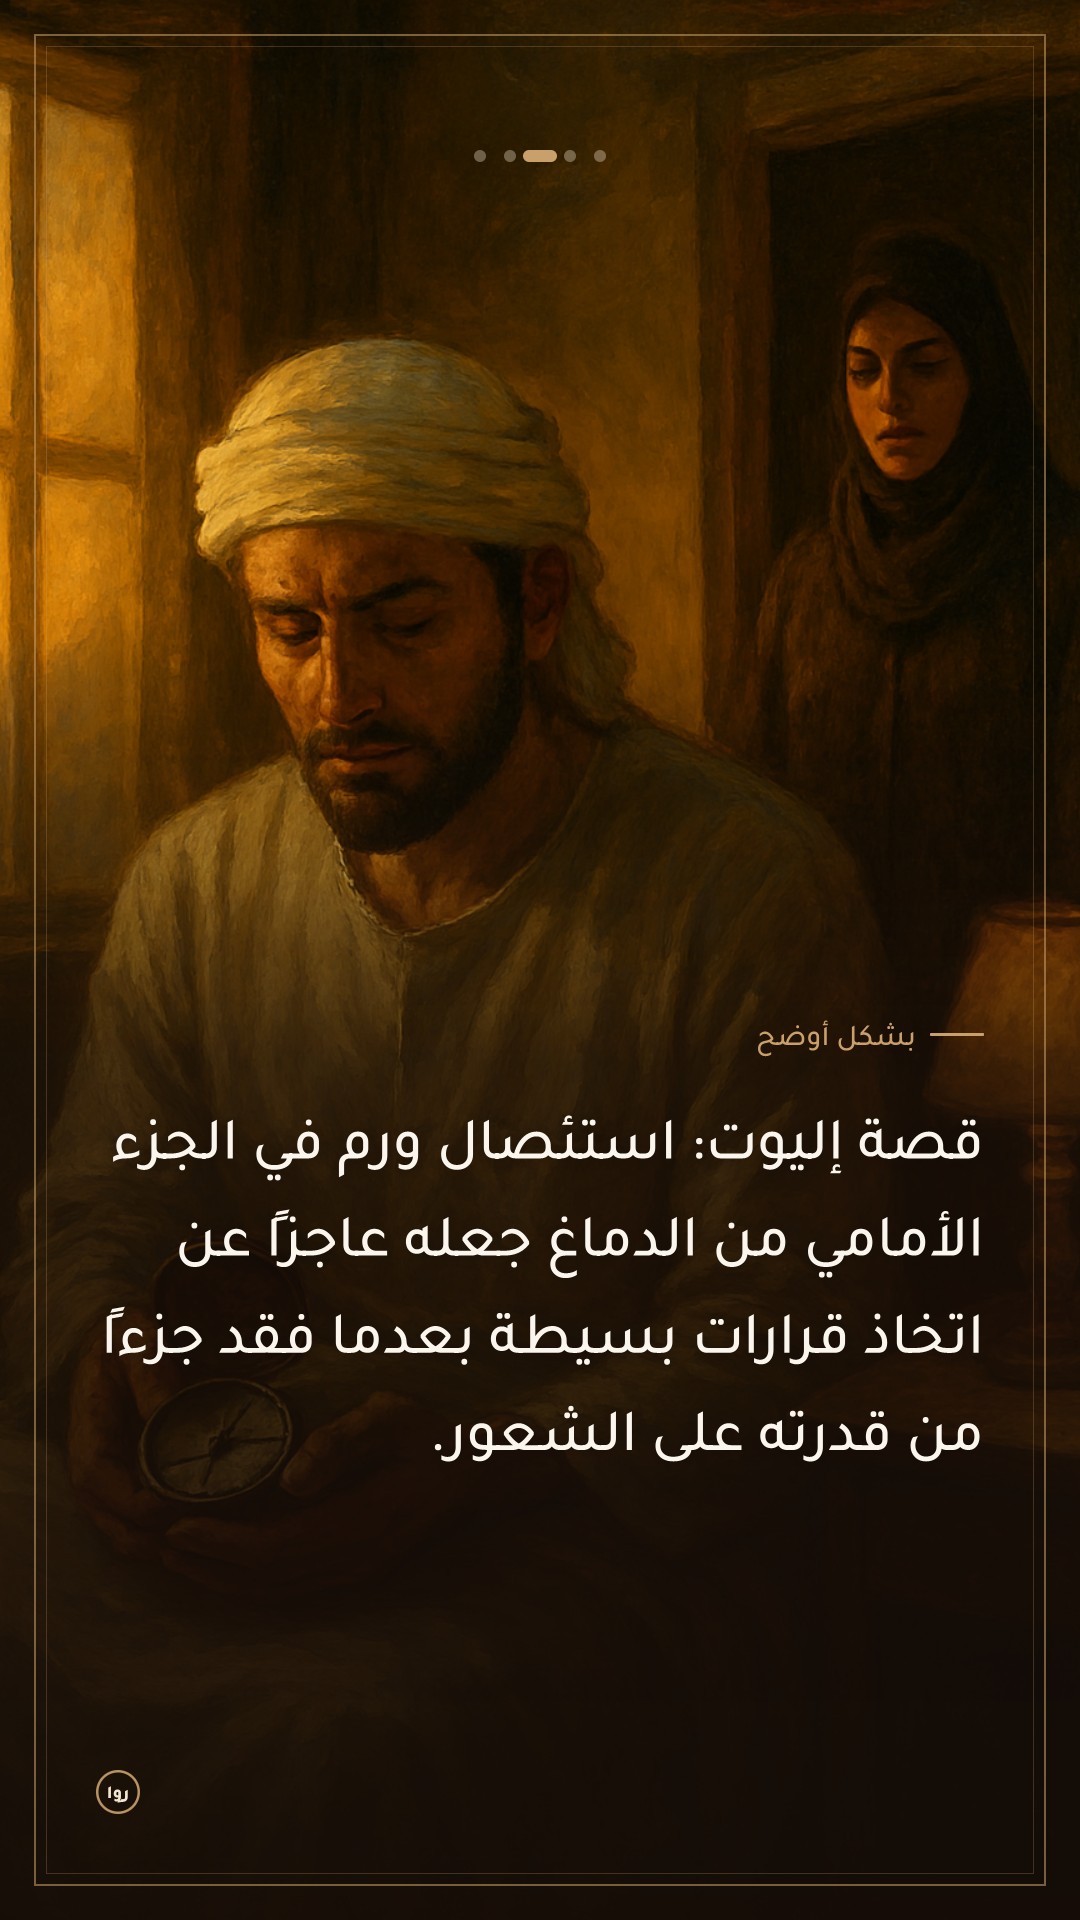 بشكل أوضح
قصة إليوت: استئصال ورم في الجزء
الأمامي من الدماغ جعله عاجزاً عن
اتخاذ قرارات بسيطة بعدما فقد جزءاً
من قدرته على الشعور.
روا